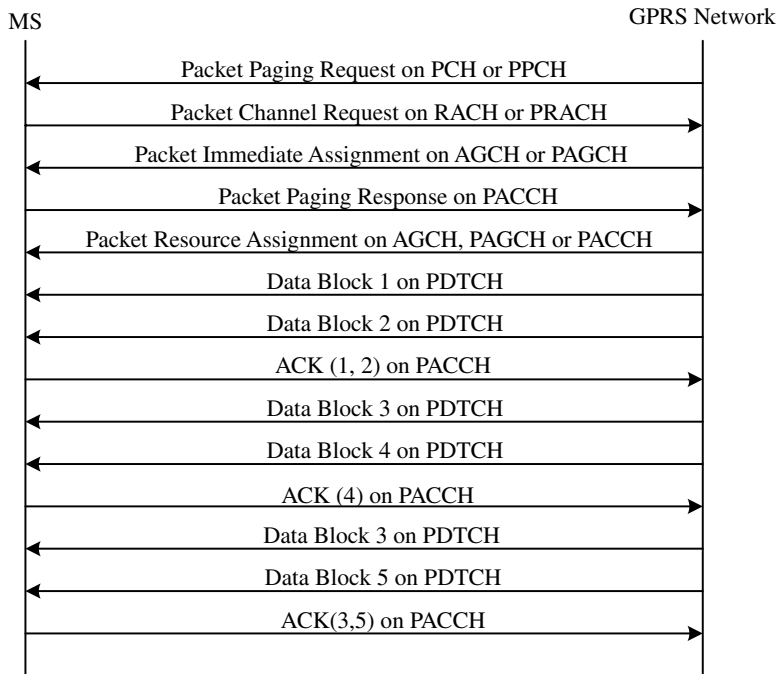 MS
GPRS Network
Packet Paging Request on PCH or PPCH
Packet Channel Request on RACH or PRACH
Packet Immediate Assignment on AGCH or PAGCH
Packet Paging Response on PACCH
Packet Resource Assignment on AGCH, PAGCH or PACCH
Data Block 1 on PDTCH
Data Block 2 on PDTCH
ACK (1, 2) on PACCH
Data Block 3 on PDTCH
Data Block 4 on PDTCH
ACK (4) on PACCH
Data Block 3 on PDTCH
Data Block 5 on PDTCH
ACK(3,5) on PACCH